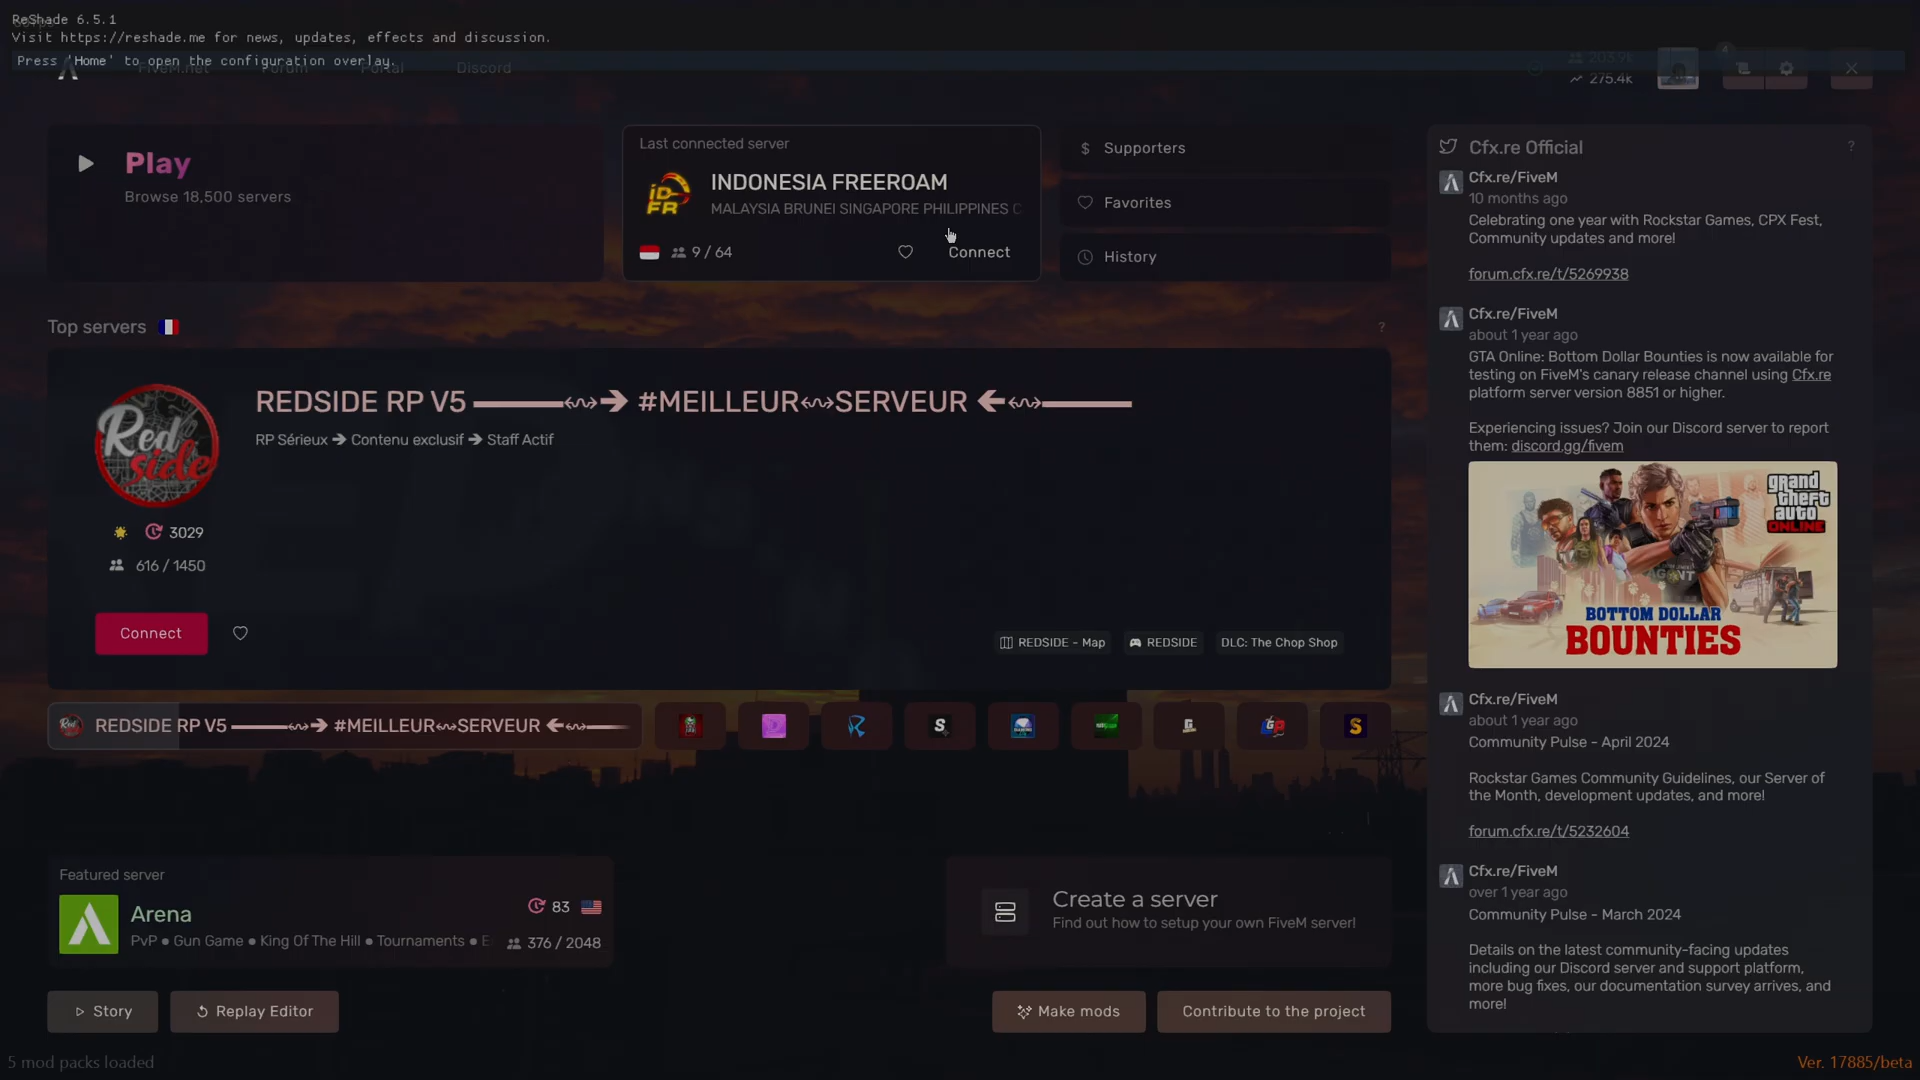 ReShade 6.5.1
Visit https://reshade.me for news, updates, effects and discussion.
Press 'Home' to open the configuration overlay.
FiveM.net
Forum
Portal
Discord
203.9k
275.4k
4
Play
Browse 18,500 servers
Last connected server
iDFR
INDONESIA FREEROAM
MALAYSIA BRUNEI SINGAPORE PHILIPPINES C
9 / 64
Connect
Supporters
Favorites
History
Top servers
?
Red side
REDSIDE RP V5 ━━━━━⇔➔ #MEILLEUR⇔SERVEUR 🡰⇔━━━━━
RP Sérieux ➔ Contenu exclusif ➔ Staff Actif
3029
616 / 1450
Connect
REDSIDE - Map
REDSIDE
DLC: The Chop Shop
REDSIDE RP V5 ━━━━━⇔➔ #MEILLEUR⇔SERVEUR 🡰⇔━━━━━
Featured server
Arena
PvP ● Gun Game ● King Of The Hill ● Tournaments ● E
83
376 / 2048
Create a server
Find out how to setup your own FiveM server!
Story
Replay Editor
Make mods
Contribute to the project
5 mod packs loaded
Cfx.re Official
?
Cfx.re/FiveM
10 months ago
Celebrating one year with Rockstar Games, CPX Fest,
Community updates and more!
forum.cfx.re/t/5269938
Cfx.re/FiveM
about 1 year ago
GTA Online: Bottom Dollar Bounties is now available for
testing on FiveM's canary release channel using Cfx.re
platform server version 8851 or higher.
Experiencing issues? Join our Discord server to report
them: discord.gg/fivem
grand
theft
auto
ONLINE
AGENT
BOTTOM DOLLAR
BOUNTIES
Cfx.re/FiveM
about 1 year ago
Community Pulse - April 2024
Rockstar Games Community Guidelines, our Server of
the Month, development updates, and more!
forum.cfx.re/t/5232604
Cfx.re/FiveM
over 1 year ago
Community Pulse - March 2024
Details on the latest community-facing updates
including our Discord server and support platform,
more bug fixes, our documentation survey arrives, and
more!
Ver. 17885/beta